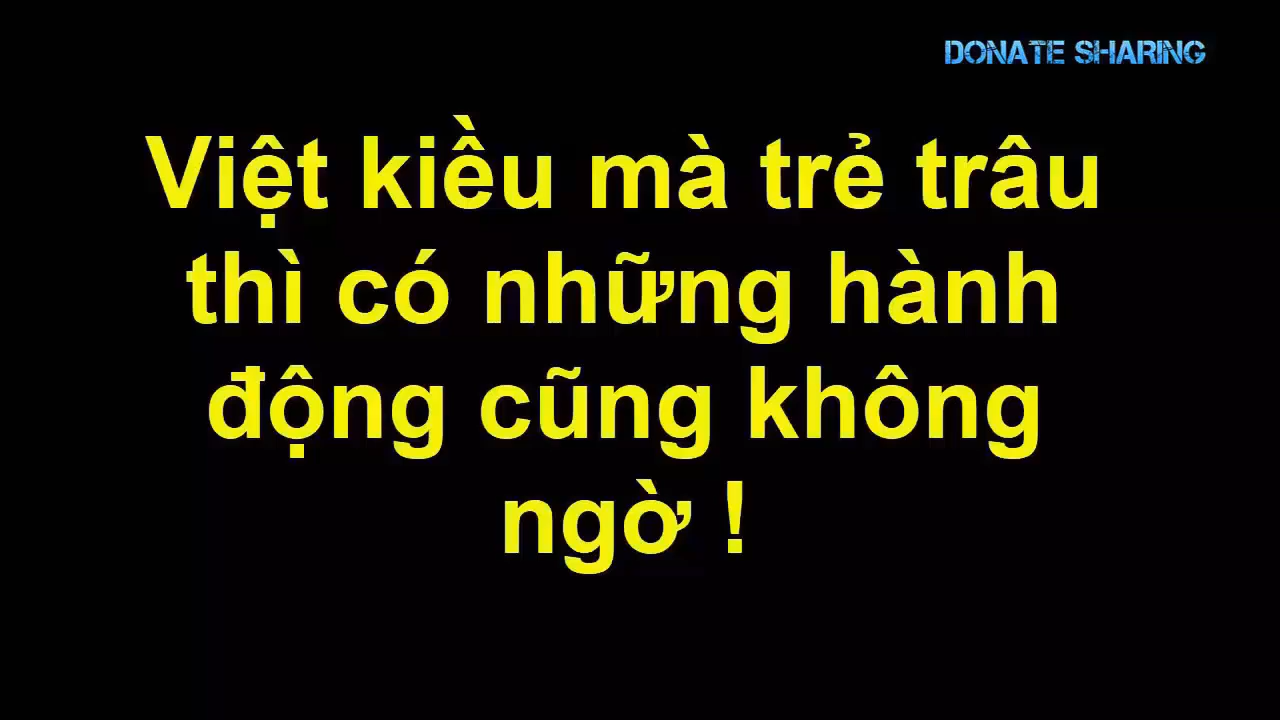 DONATE SHARING
Việt kiều mà trẻ trâu
thì có những hành
động cũng không
ngờ !